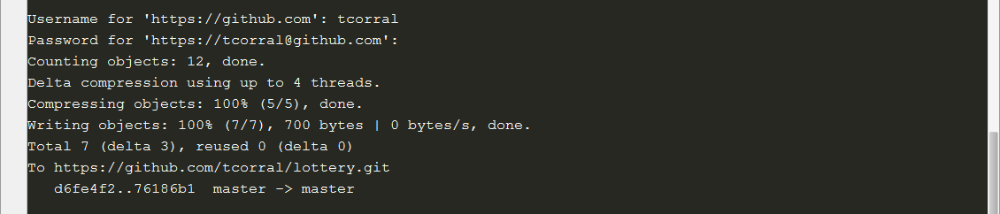 Username for 'https://github.com': tcorral
Password for 'https://tcorral@github.com':
Counting objects: 12, done.
Delta compression using up to 4 threads.
Compressing objects: 100% (5/5), done.
Writing objects: 100% (7/7), 700 bytes | 0 bytes/s, done.
Total 7 (delta 3), reused 0 (delta 0)
To https://github.com/tcorral/lottery.git
   d6fe4f2..76186b1  master -> master